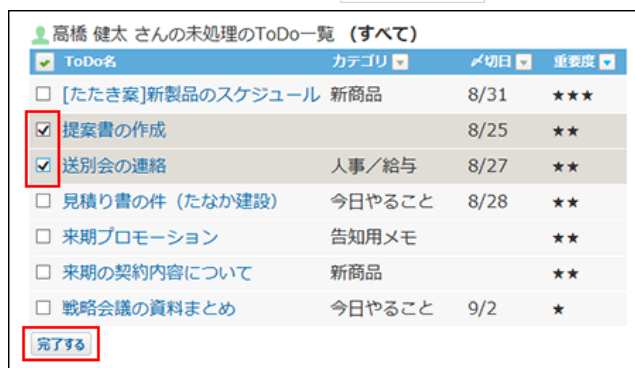 高橋 健太 さんの未処理のToDo一覧 (すべて)
ToDo名 カテゴリ 〆切日 重要度
[たたき案]新製品のスケジュール 新商品 8/31 ★★★
提案書の作成 8/25 ★★
送別会の連絡 人事／給与 8/27 ★★
見積り書の件（たなか建設） 今日やること 8/28 ★★
来期プロモーション 告知用メモ ★★
来期の契約内容について 新商品 ★★
戦略会議の資料まとめ 今日やること 9/2 ★
完了する